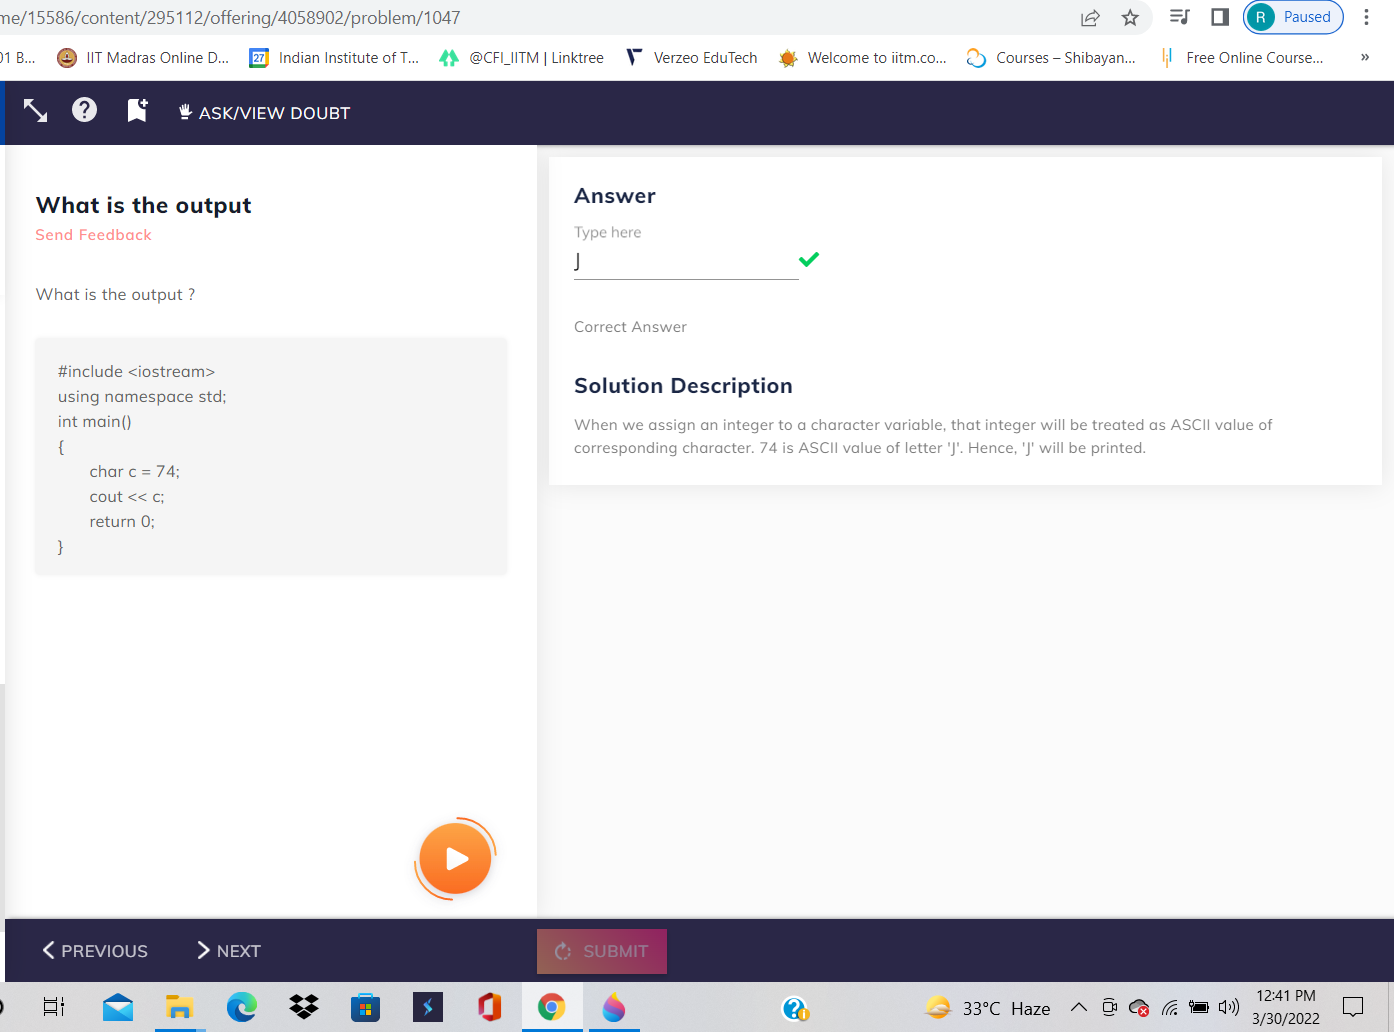 me/15586/content/295112/offering/4058902/problem/1047
R Paused
01 B... IIT Madras Online D... 27 Indian Institute of T... @CFI_IITM | Linktree Verzeo EduTech Welcome to iitm.co... Courses – Shibayan... Free Online Course... »
? ASK/VIEW DOUBT
What is the output
Send Feedback
What is the output ?
#include <iostream>
using namespace std;
int main()
{
char c = 74;
cout << c;
return 0;
}
Answer
Type here
J
Correct Answer
Solution Description
When we assign an integer to a character variable, that integer will be treated as ASCII value of
corresponding character. 74 is ASCII value of letter 'J'. Hence, 'J' will be printed.
PREVIOUS NEXT SUBMIT
33°C Haze
12:41 PM
3/30/2022